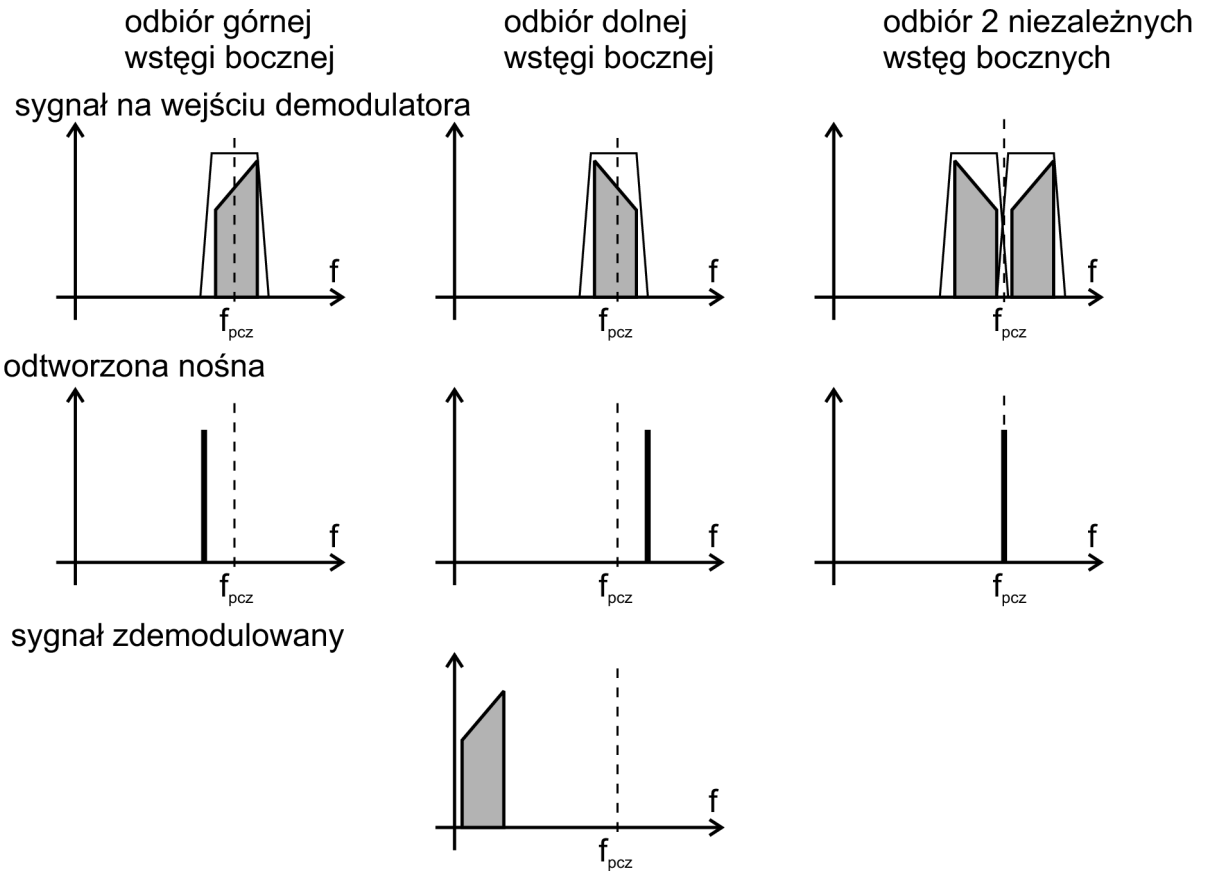 odbiór górnej
wstęgi bocznej
odbiór dolnej
wstęgi bocznej
odbiór 2 niezależnych
wstęg bocznych
sygnał na wejściu demodulatora
f
fpcz
f
fpcz
f
fpcz
odtworzona nośna
f
fpcz
f
fpcz
f
fpcz
sygnał zdemodulowany
f
fpcz